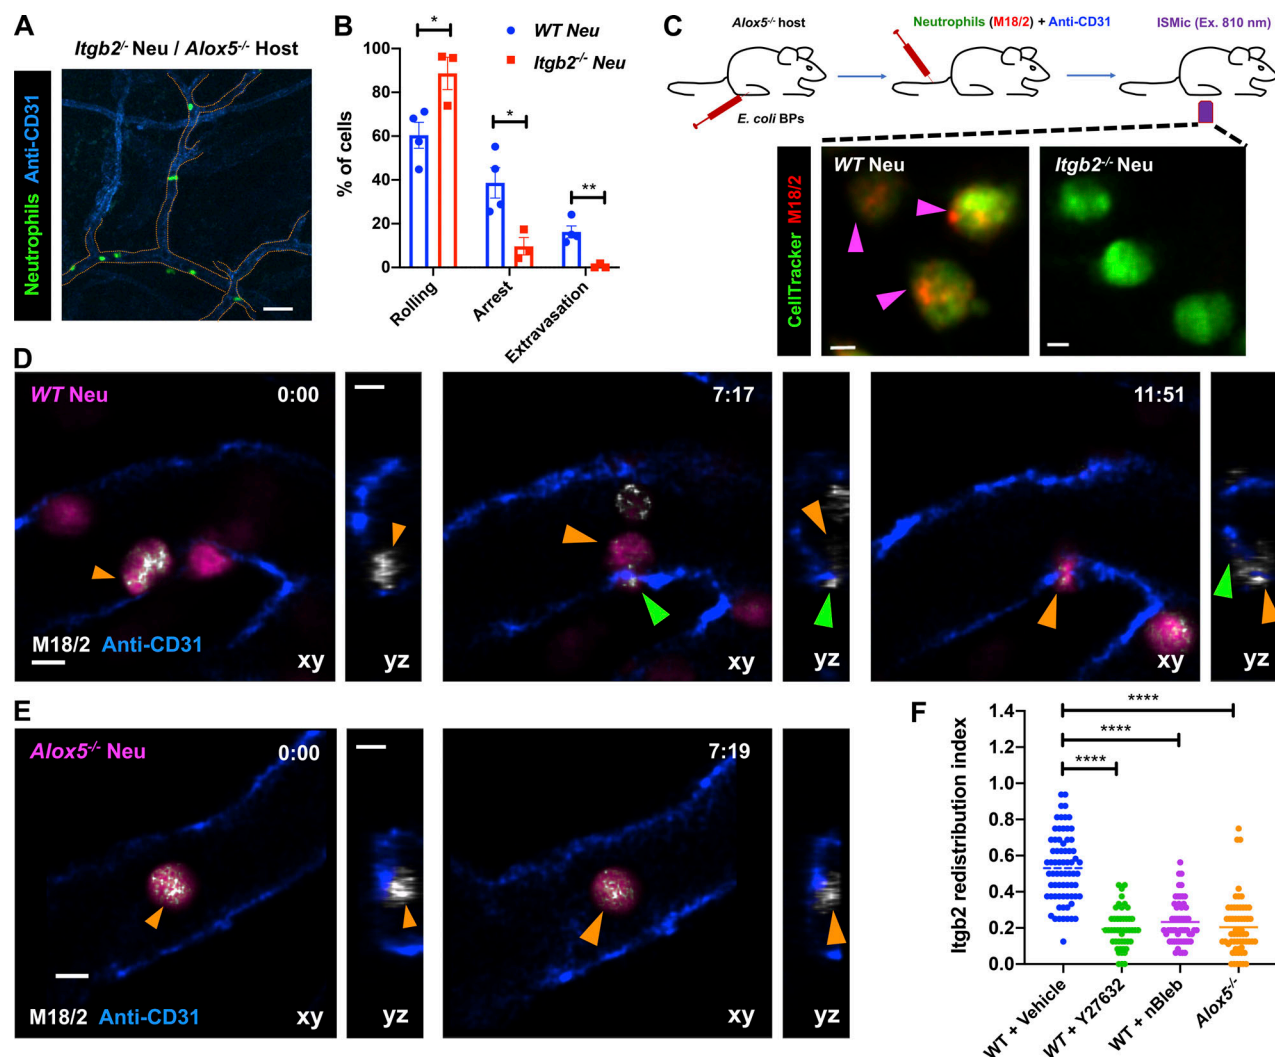 A
Itgb2/- Neu / Alox5-/- Host
Neutrophils Anti-CD31
B
*
WT Neu
Itgb2-/- Neu
*
**
% of cells
100
80
60
40
20
0
Rolling
Arrest
Extravasation
C
Alox5-/- host
Neutrophils (M18/2) + Anti-CD31
ISMic (Ex. 810 nm)
E. coli BPs
CellTracker M18/2
WT Neu
Itgb2-/- Neu
D
WT Neu
0:00
M18/2 Anti-CD31
xy
yz
7:17
xy
yz
11:51
xy
yz
E
Alox5-/- Neu
0:00
M18/2 Anti-CD31
xy
yz
7:19
xy
yz
F
****
****
****
Itgb2 redistribution index
1.4
1.2
1.0
0.8
0.6
0.4
0.2
0.0
WT + Vehicle
WT + Y27632
WT + nBleb
Alox5-/-